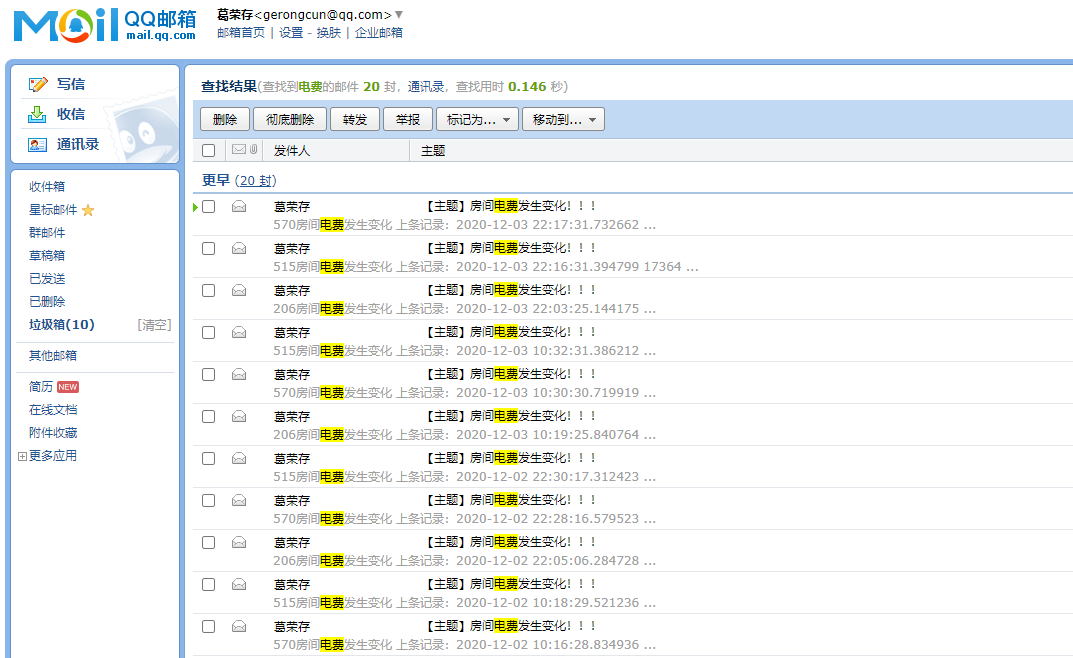 Mail QQ邮箱 mail.qq.com
葛荣存<gerongcun@qq.com>
邮箱首页 | 设置 - 换肤 | 企业邮箱
写信
收信
通讯录
收件箱
星标邮件
群邮件
草稿箱
已发送
已删除
垃圾箱(10) [清空]
其他邮箱
简历 NEW
在线文档
附件收藏
更多应用
查找结果(查找到电费的邮件 20 封，通讯录，查找用时 0.146 秒)
删除 彻底删除 转发 举报 标记为... 移动到...
发件人 主题
更早 (20 封)
葛荣存 【主题】房间电费发生变化！！！
570房间电费发生变化 上条记录：2020-12-03 22:17:31.732662 ...
葛荣存 【主题】房间电费发生变化！！！
515房间电费发生变化 上条记录：2020-12-03 22:16:31.394799 17364 ...
葛荣存 【主题】房间电费发生变化！！！
206房间电费发生变化 上条记录：2020-12-03 22:03:25.144175 ...
葛荣存 【主题】房间电费发生变化！！！
515房间电费发生变化 上条记录：2020-12-03 10:32:31.386212 ...
葛荣存 【主题】房间电费发生变化！！！
570房间电费发生变化 上条记录：2020-12-03 10:30:30.719919 ...
葛荣存 【主题】房间电费发生变化！！！
206房间电费发生变化 上条记录：2020-12-03 10:19:25.840764 ...
葛荣存 【主题】房间电费发生变化！！！
515房间电费发生变化 上条记录：2020-12-02 22:30:17.312423 ...
葛荣存 【主题】房间电费发生变化！！！
570房间电费发生变化 上条记录：2020-12-02 22:28:16.579523 ...
葛荣存 【主题】房间电费发生变化！！！
206房间电费发生变化 上条记录：2020-12-02 22:05:06.284728 ...
葛荣存 【主题】房间电费发生变化！！！
515房间电费发生变化 上条记录：2020-12-02 10:18:29.521236 ...
葛荣存 【主题】房间电费发生变化！！！
570房间电费发生变化 上条记录：2020-12-02 10:16:28.834936 ...